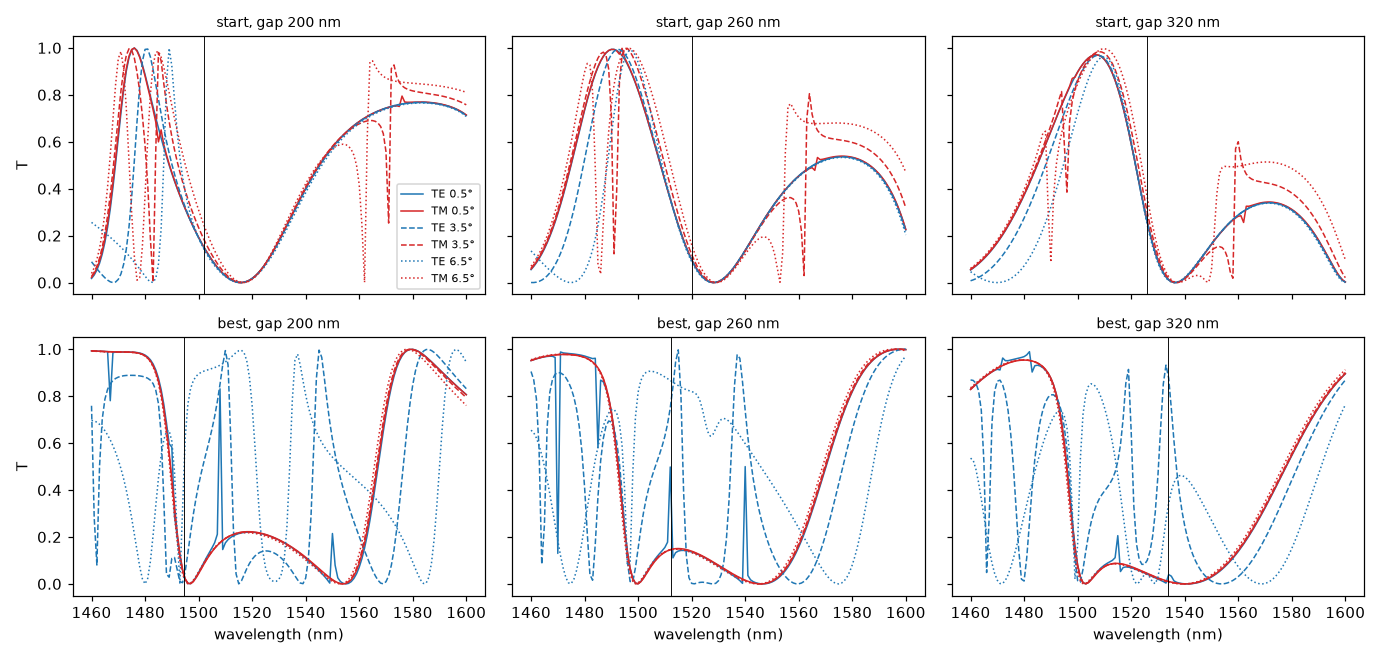 start, gap 200 nm
start, gap 260 nm
start, gap 320 nm
1.0
0.8
0.6
0.4
0.2
0.0
T
TE 0.5°
TM 0.5°
TE 3.5°
TM 3.5°
TE 6.5°
TM 6.5°
best, gap 200 nm
best, gap 260 nm
best, gap 320 nm
1.0
0.8
0.6
0.4
0.2
0.0
T
1460 1480 1500 1520 1540 1560 1580 1600
1460 1480 1500 1520 1540 1560 1580 1600
1460 1480 1500 1520 1540 1560 1580 1600
wavelength (nm)
wavelength (nm)
wavelength (nm)